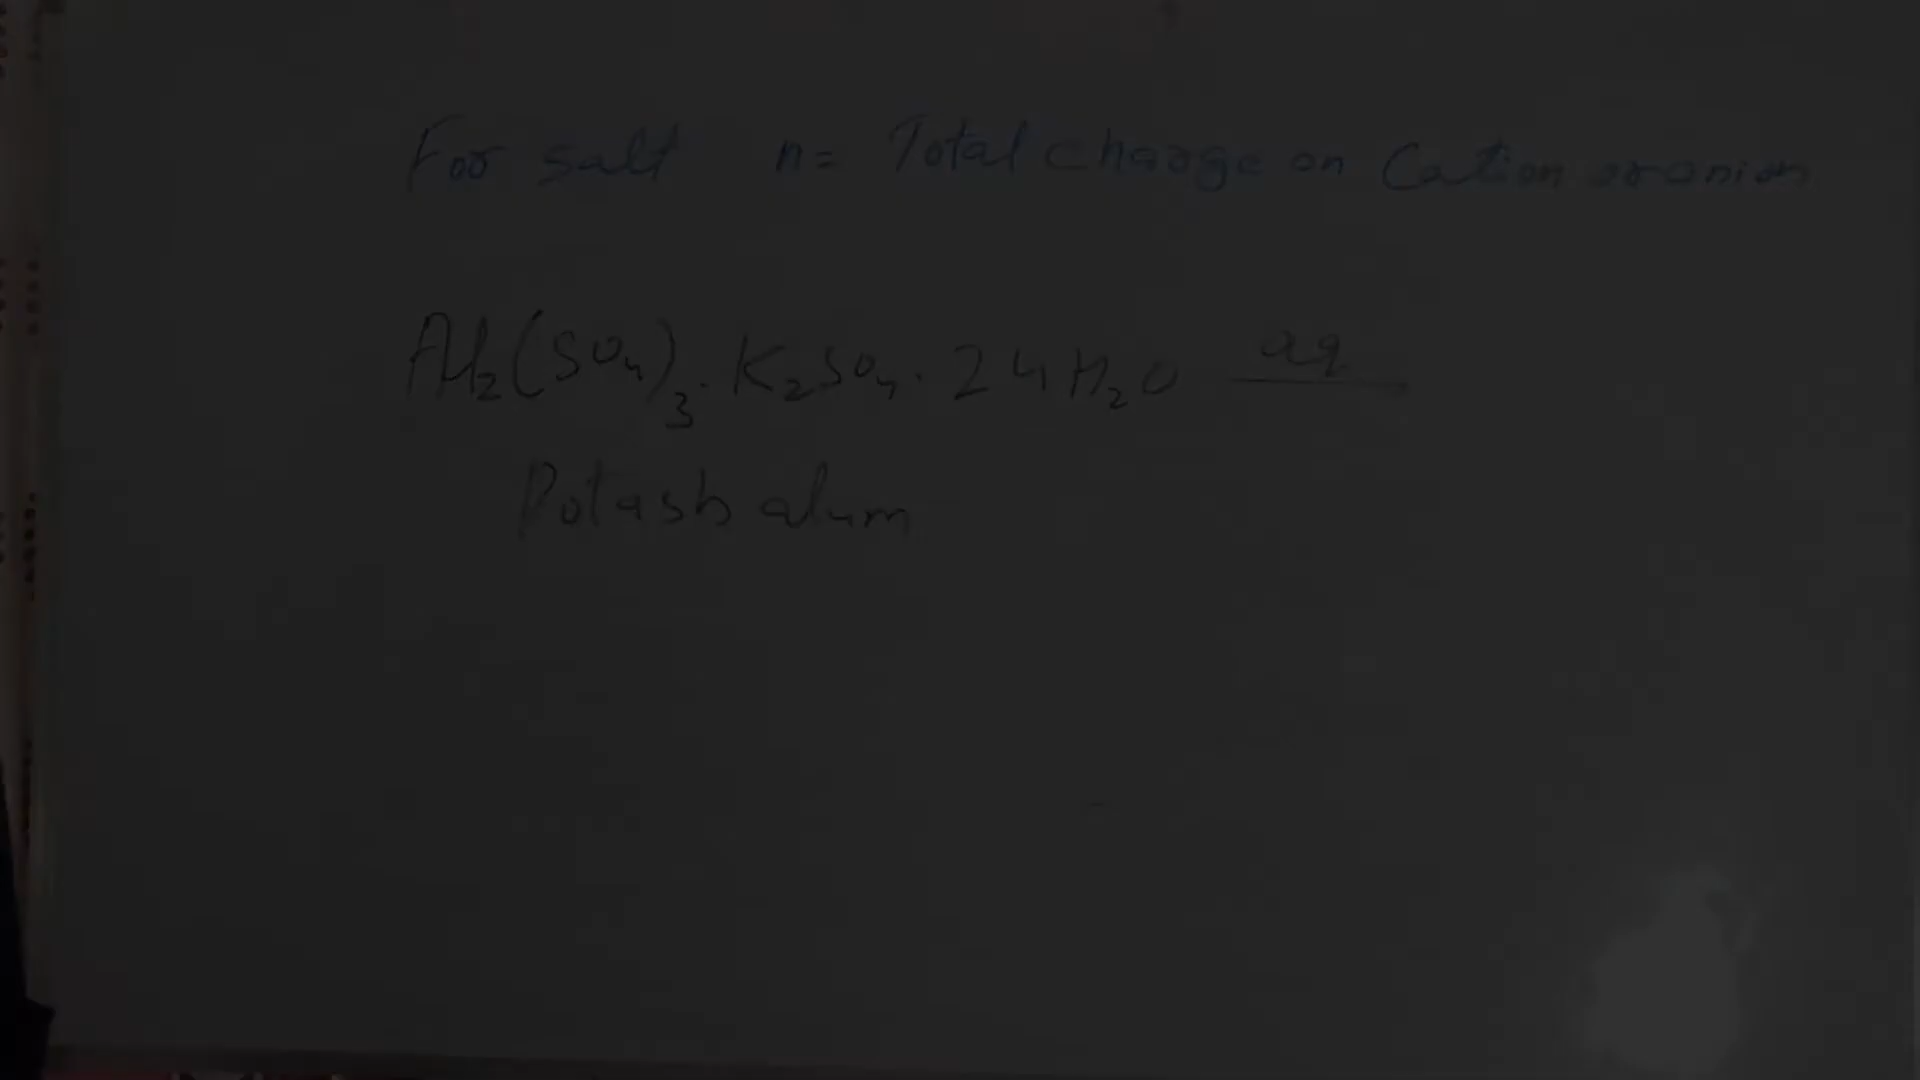 For salt n= Total charge on Cation or anion
Al₂(SO₄)₃.K₂SO₄.24H₂O aq
Potash alum